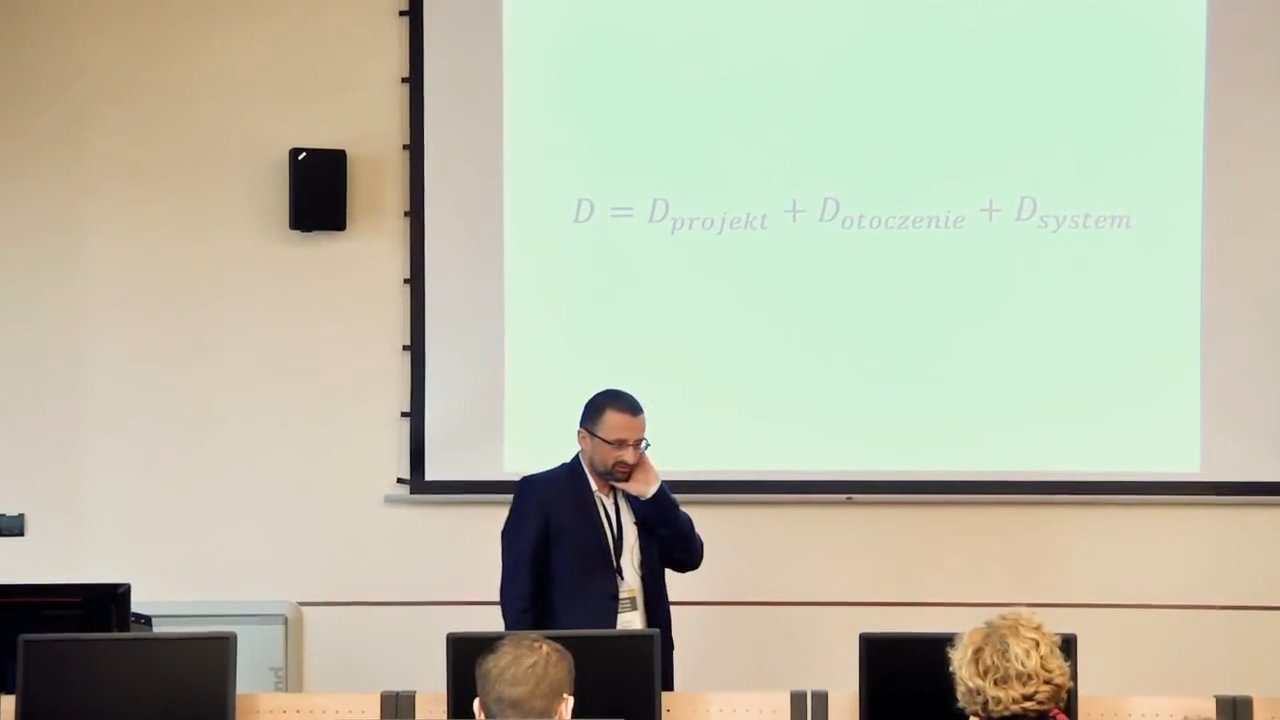 D = D_projekt + D_otoczenie + D_system